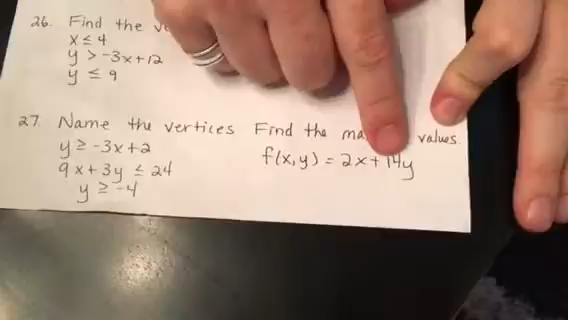 26. Find the
x ≤ 4
y > -3x+12
y ≤ 9
27. Name the vertices Find the values.
y ≥ -3x+2
f(x,y) = 2x+14y
9x+3y ≤ 24
y ≥ -4